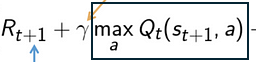 R_{t+1} + γ max_a Q_t(s_{t+1}, a) -